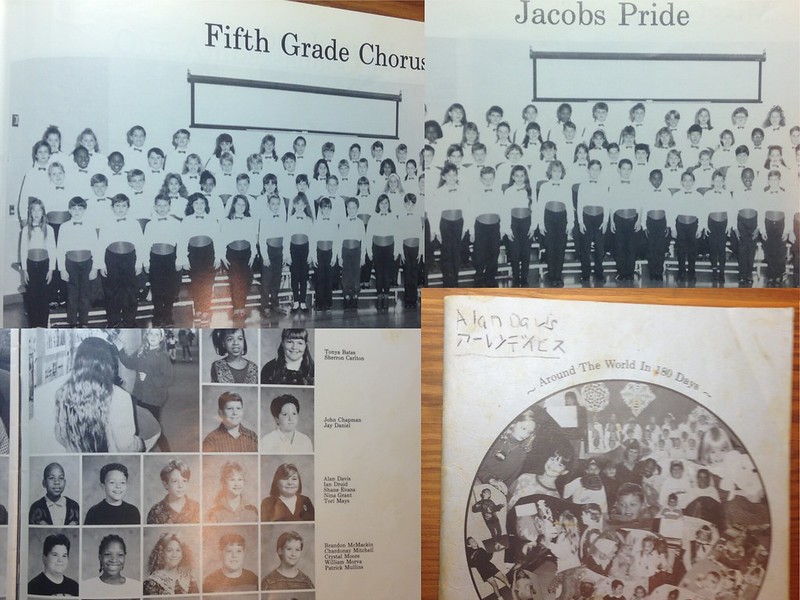 Fifth Grade Chorus
Jacobs Pride
Tonya Bates
Sherron Carlton
John Chapman
Jay Daniel
Alan Davis
Ian Droid
Shane Evans
Nina Grant
Tori Mays
Brandon McMackin
Chardonay Mitchell
Crystal Moore
William Morva
Patrick Mullins
Alan Davis
アーレンデイビス
~ Around The World In 180 Days ~